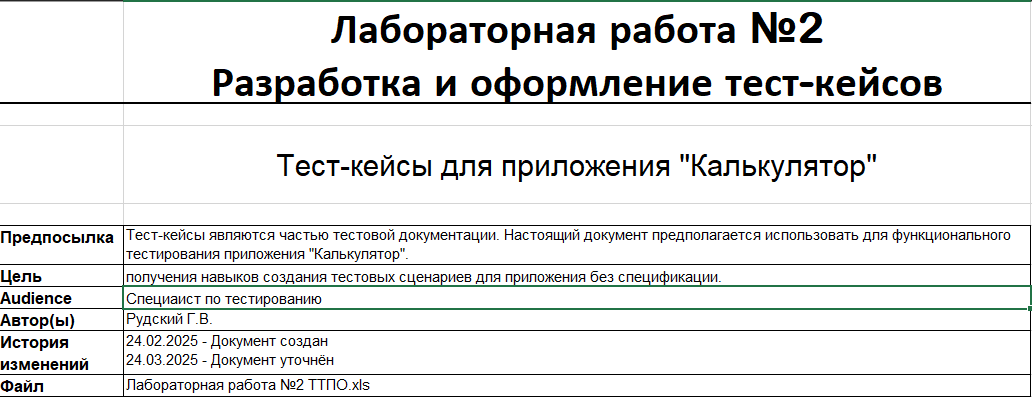 Лабораторная работа №2
Разработка и оформление тест-кейсов
Тест-кейсы для приложения "Калькулятор"
Предпосылка
Тест-кейсы являются частью тестовой документации. Настоящий документ предполагается использовать для функционального
тестирования приложения "Калькулятор".
Цель
получения навыков создания тестовых сценариев для приложения без спецификации.
Audience
Специаист по тестированию
Автор(ы)
Рудский Г.В.
История
изменений
24.02.2025 - Документ создан
24.03.2025 - Документ уточнён
Файл
Лабораторная работа №2 ТТПО.xls